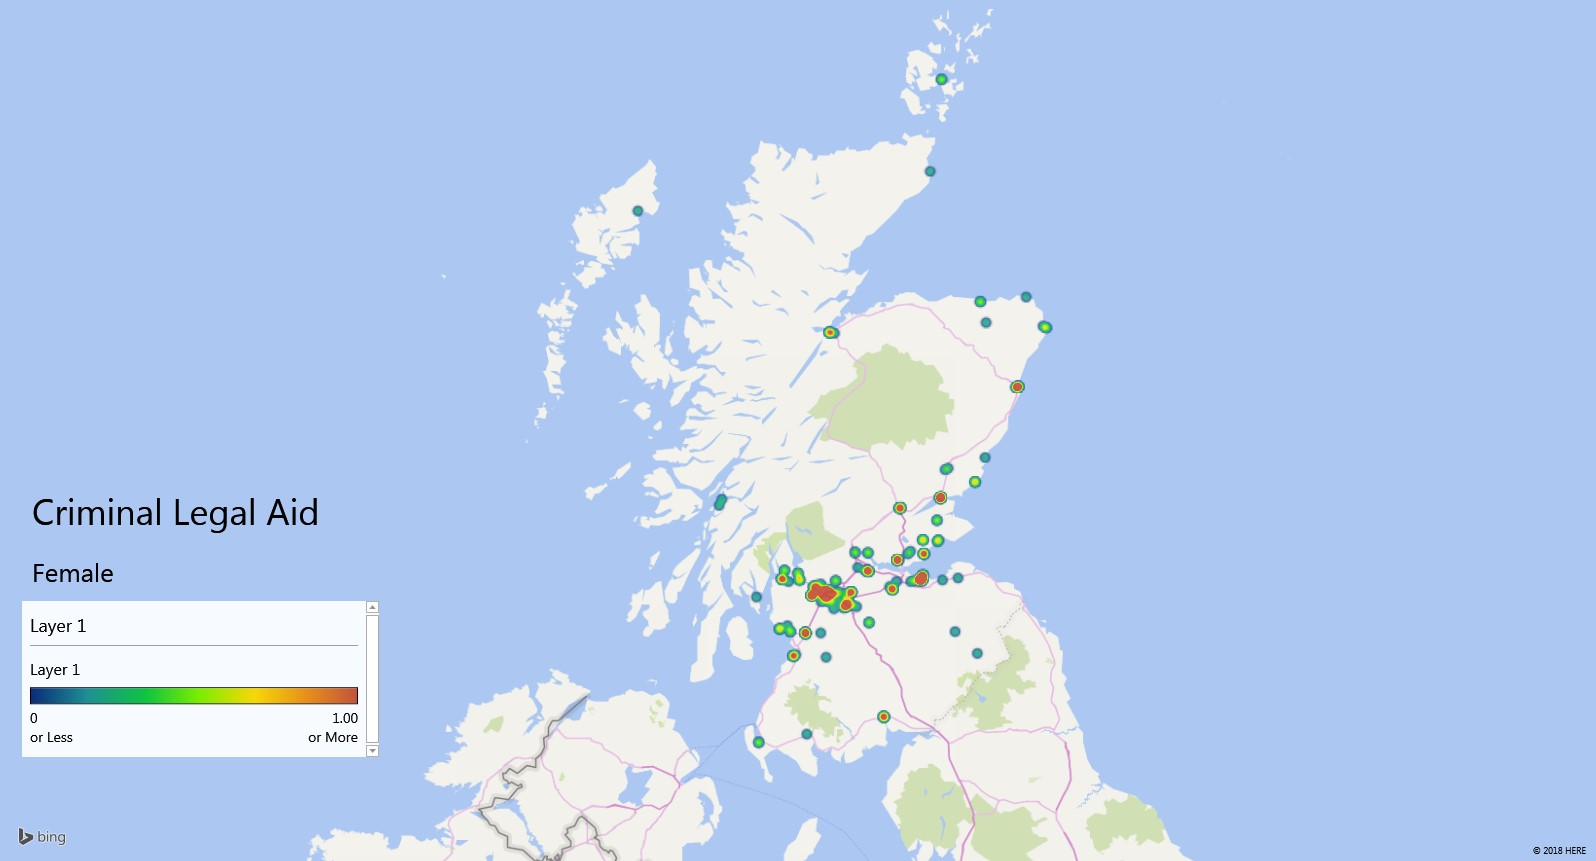 Criminal Legal Aid
Female
Layer 1
Layer 1
0 1.00
or Less or More
bing
© 2018 HERE